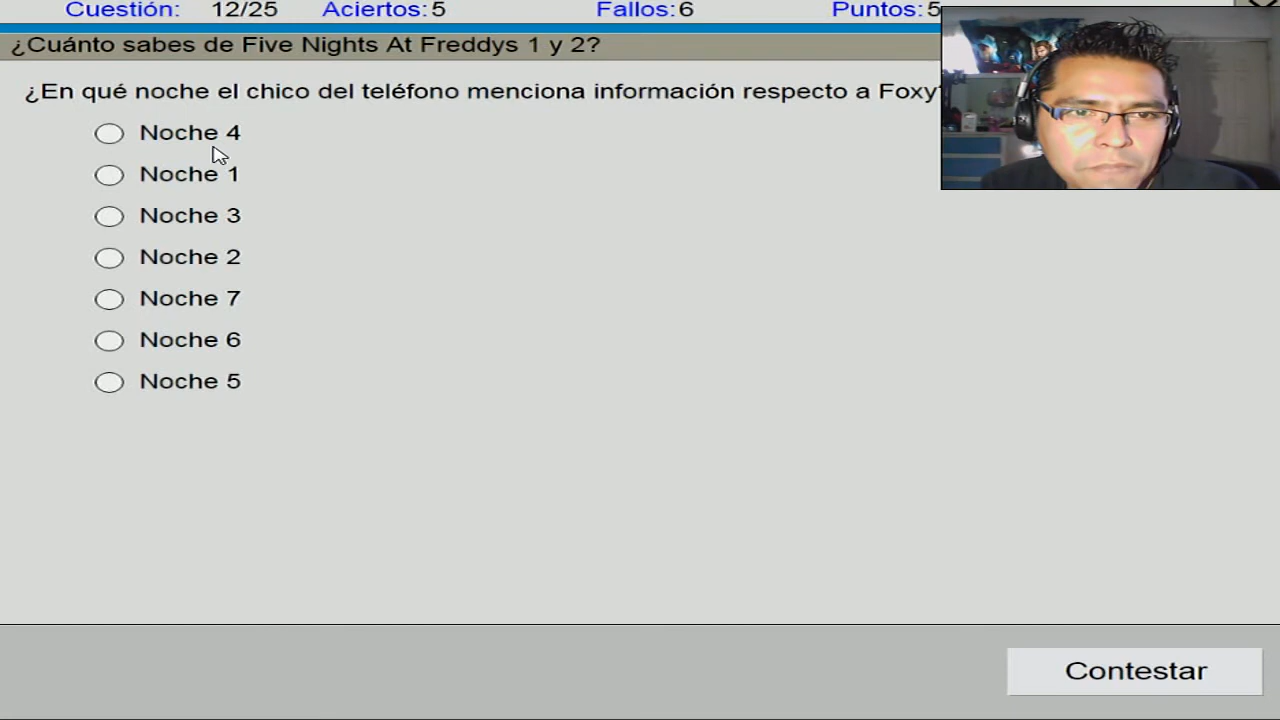 Cuestión: 12/25 Aciertos: 5 Fallos: 6 Puntos: 5
¿Cuánto sabes de Five Nights At Freddys 1 y 2?
¿En qué noche el chico del teléfono menciona información respecto a Foxy
Noche 4
Noche 1
Noche 3
Noche 2
Noche 7
Noche 6
Noche 5
Contestar